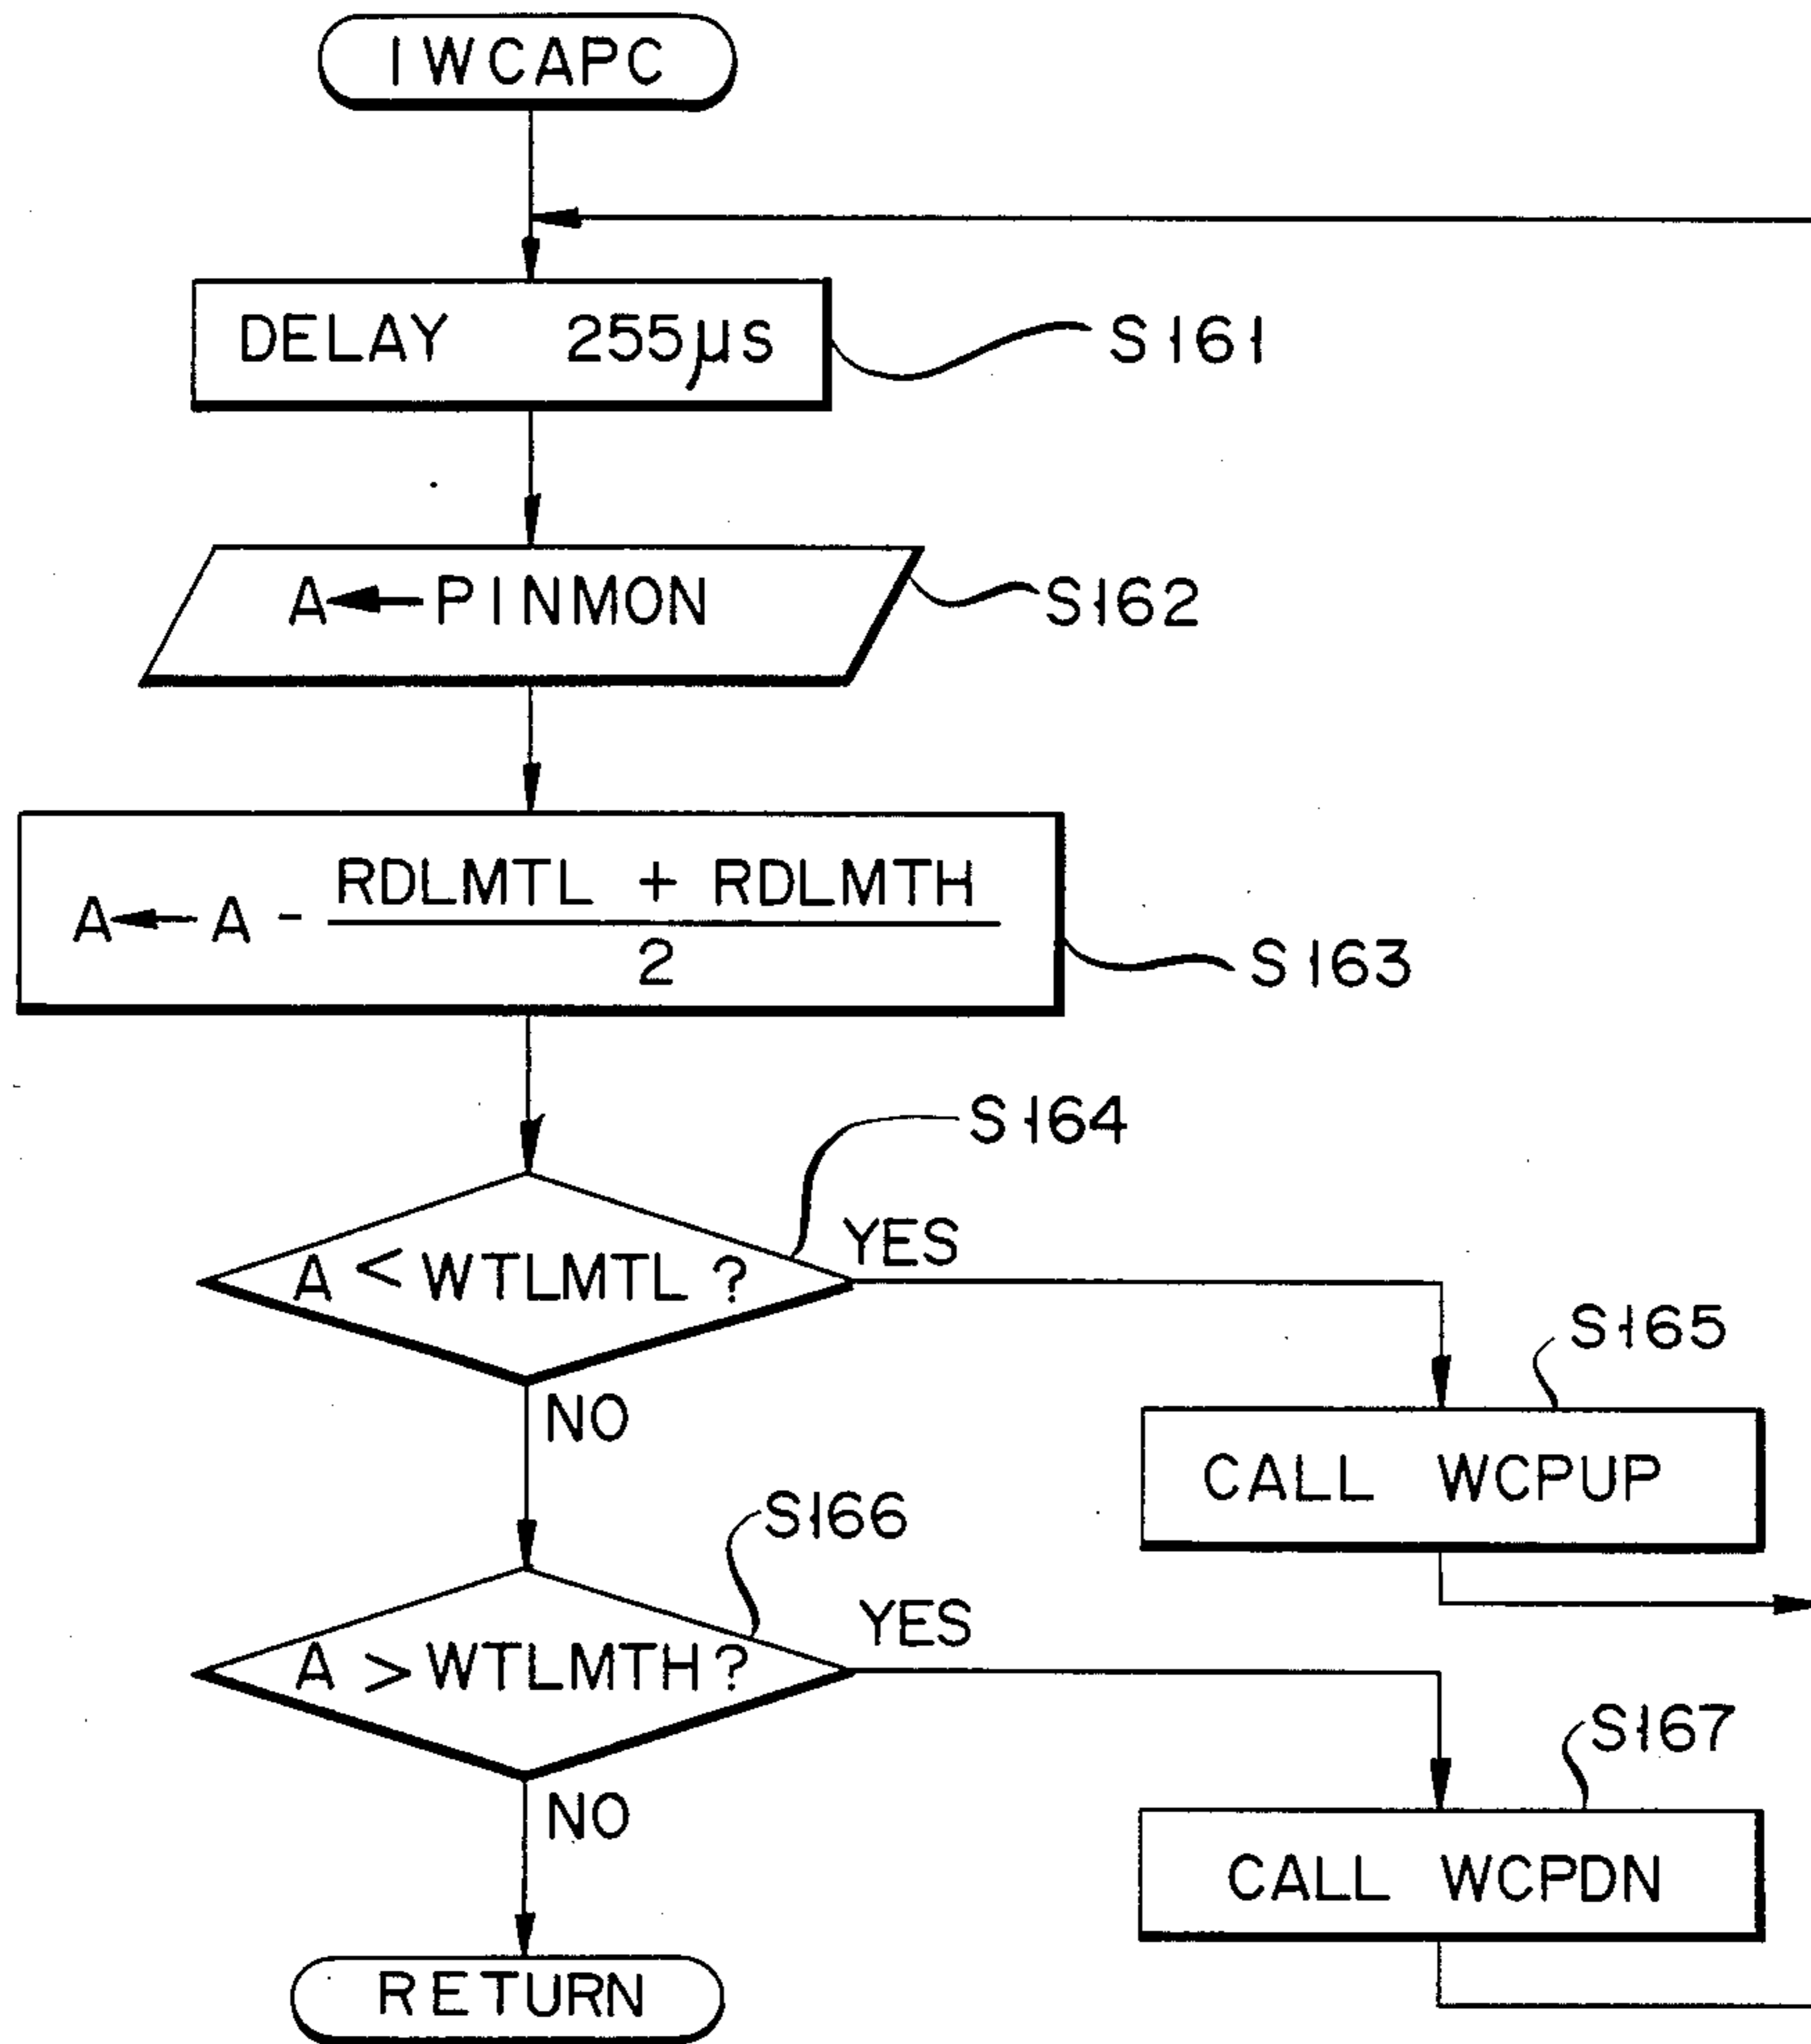 IWCAPC
DELAY 255μs
S161
A←PINMON
S162
A ← A - (RDLMTL + RDLMTH) / 2
S163
S164
A < WTLMTL ?
YES
NO
S165
CALL WCPUP
S166
A > WTLMTH ?
YES
NO
S167
CALL WCPDN
RETURN